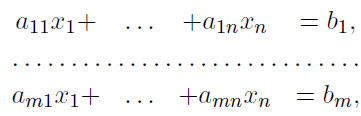 a₁₁x₁+ ... +a₁ₙxₙ = b₁,
. . . . . . . . . . . . . . . . . . . . . . . . . . . . . . .
aₘ₁x₁+ ... +aₘₙxₙ = bₘ,